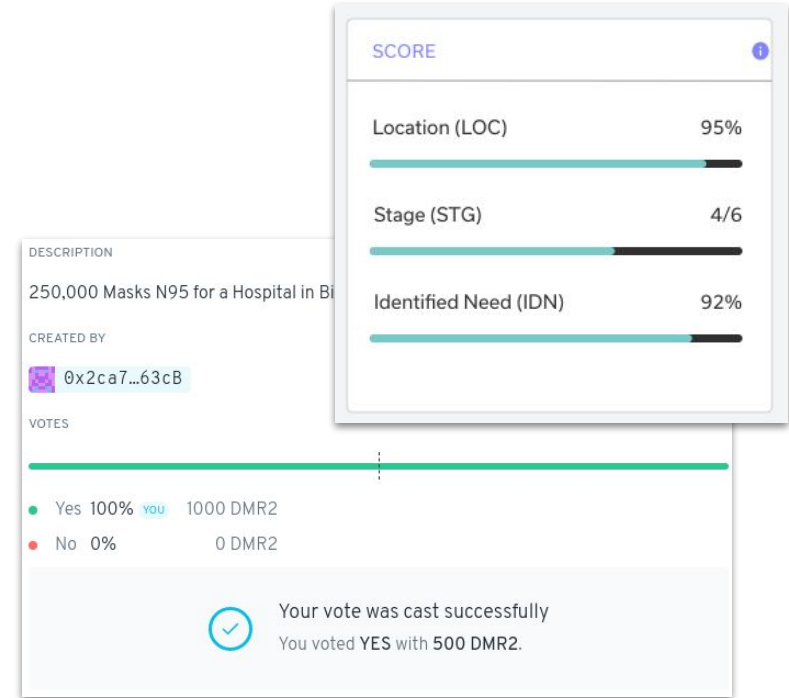 SCORE
Location (LOC) 95%
Stage (STG) 4/6
Identified Need (IDN) 92%
DESCRIPTION
250,000 Masks N95 for a Hospital in Bi
CREATED BY
0x2ca7…63cB
VOTES
Yes 100% YOU 1000 DMR2
No 0% 0 DMR2
Your vote was cast successfully
You voted YES with 500 DMR2.